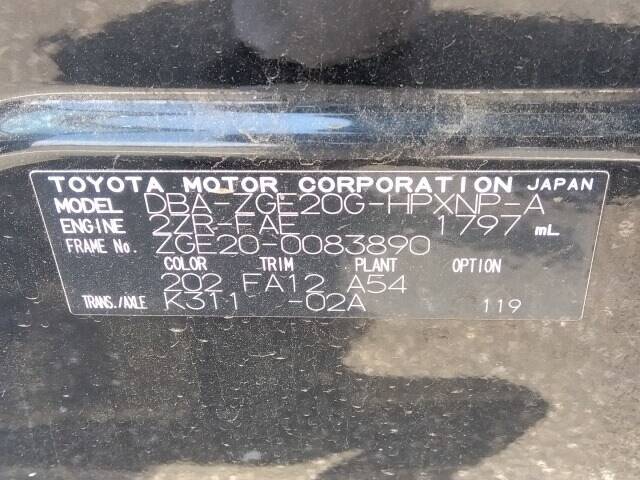 TOYOTA MOTOR CORPORATION JAPAN
MODEL DBA-ZGE20G-HPXNP-A
ENGINE 2ZR-FAE 1797 mL
FRAME No. ZGE20-0083890
COLOR TRIM PLANT OPTION
202 FA12 A54
TRANS./AXLE K311 -02A 119